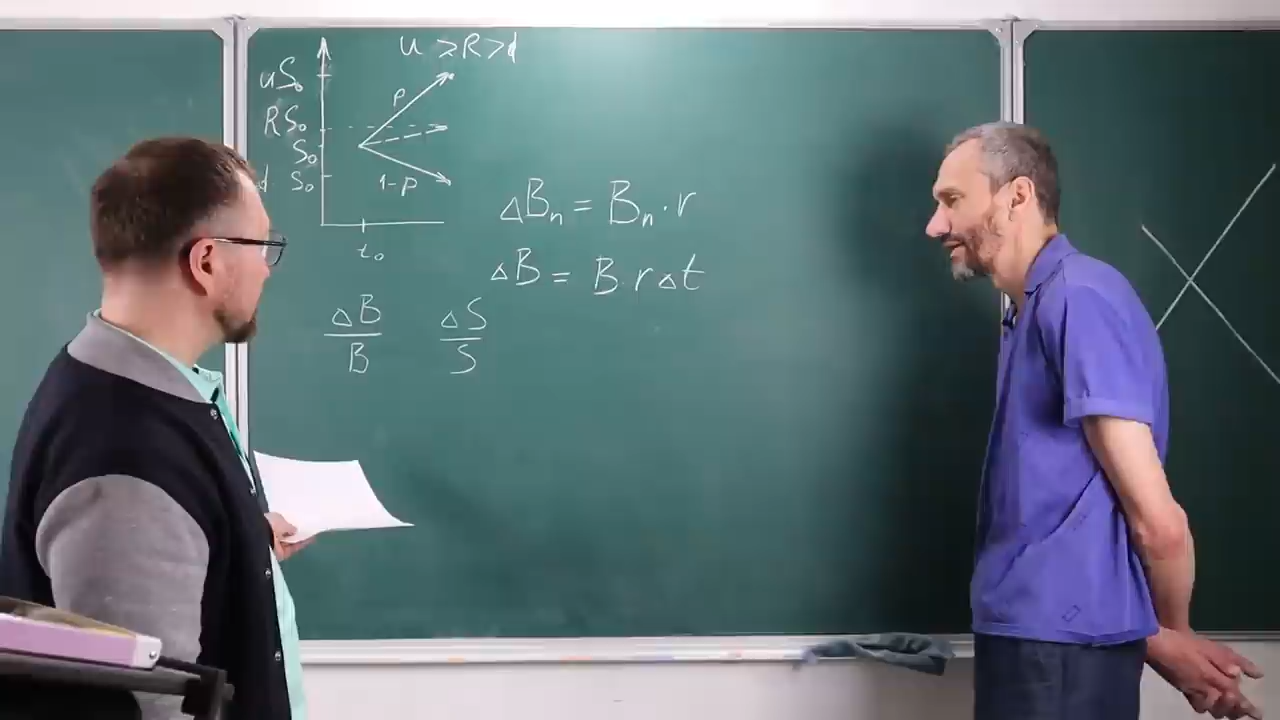 u ≥ R > d
uS₀
p
RS₀
S₀
d S₀
1-p
t₀
ΔBₙ = Bₙ · r
ΔB = B · r Δt
ΔB/B ΔS/S